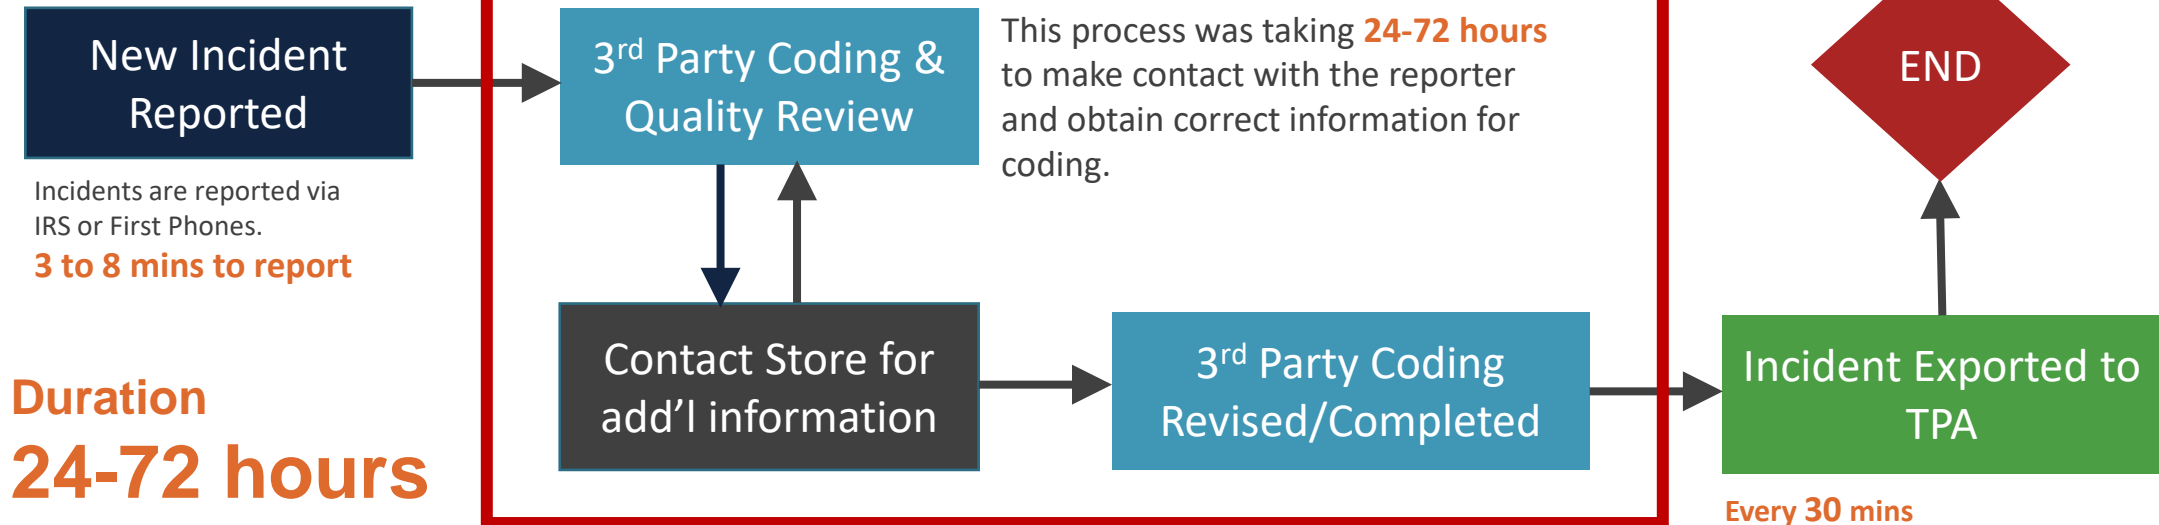 New Incident
Reported
Incidents are reported via
IRS or First Phones.
3 to 8 mins to report
Duration
24-72 hours
3rd Party Coding &
Quality Review
This process was taking 24-72 hours
to make contact with the reporter
and obtain correct information for
coding.
Contact Store for
add’l information
3rd Party Coding
Revised/Completed
END
Incident Exported to
TPA
Every 30 mins